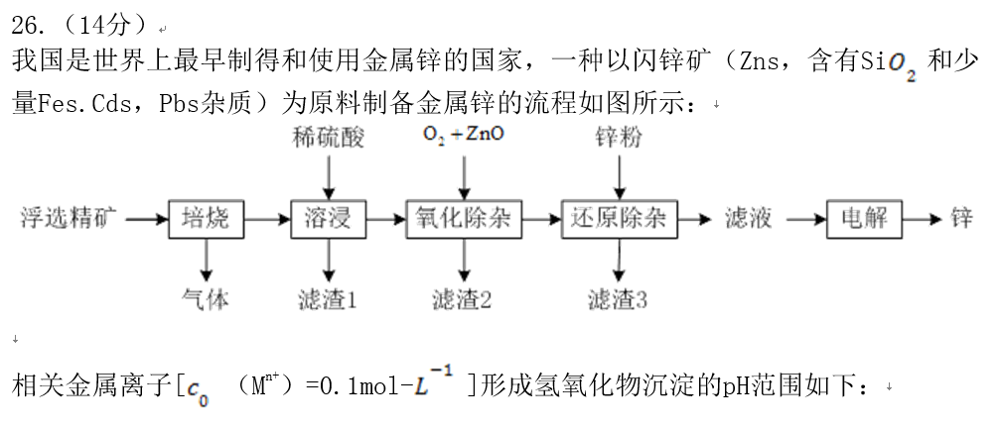 26.（14分）
我国是世界上最早制得和使用金属锌的国家，一种以闪锌矿（Zns，含有SiO₂ 和少
量Fes.Cds，Pbs杂质）为原料制备金属锌的流程如图所示：
稀硫酸 O₂+ZnO 锌粉
浮选精矿 培烧 溶浸 氧化除杂 还原除杂 滤液 电解 锌
气体 滤渣1 滤渣2 滤渣3
相关金属离子[c₀ （Mⁿ⁺）=0.1mol-L⁻¹ ]形成氢氧化物沉淀的pH范围如下：